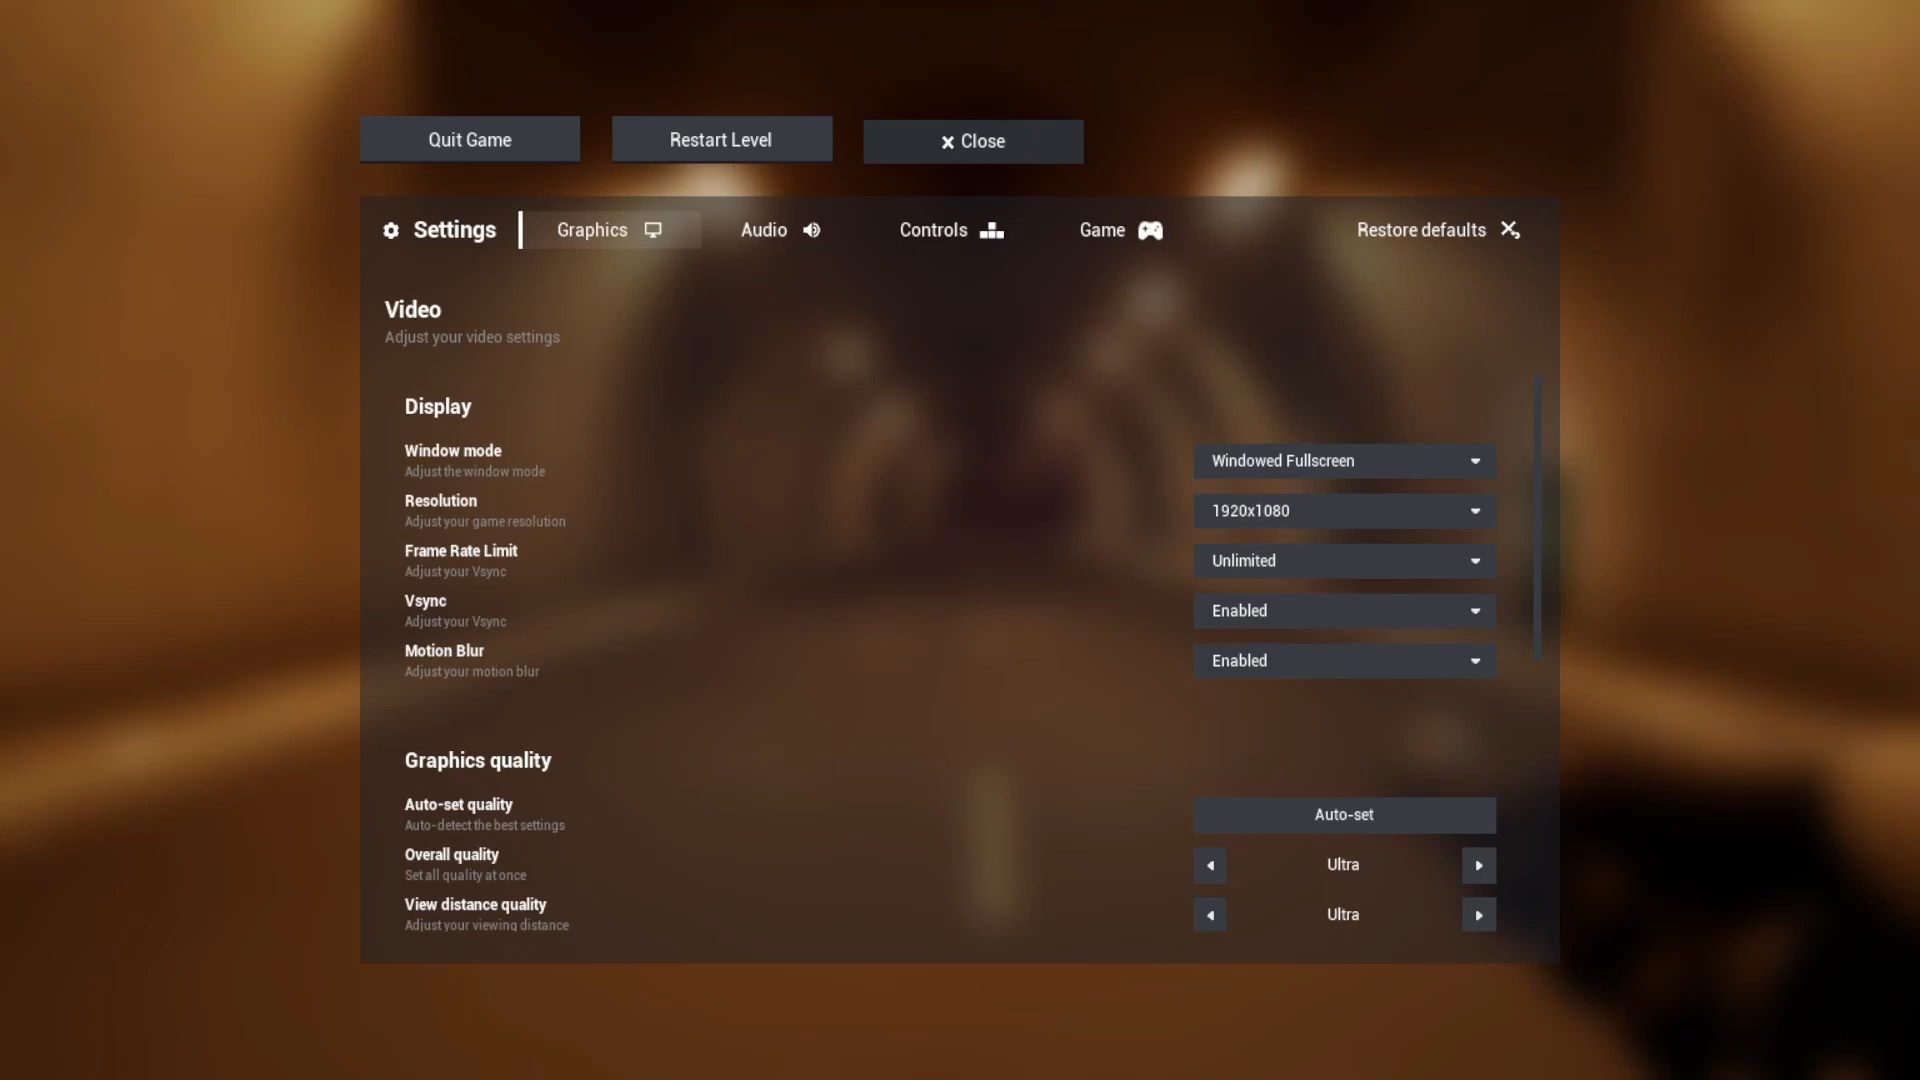 Quit Game
Restart Level
Close
Settings
Graphics
Audio
Controls
Game
Restore defaults
Video
Adjust your video settings
Display
Window mode
Adjust the window mode
Windowed Fullscreen
Resolution
Adjust your game resolution
1920x1080
Frame Rate Limit
Adjust your Vsync
Unlimited
Vsync
Adjust your Vsync
Enabled
Motion Blur
Adjust your motion blur
Enabled
Graphics quality
Auto-set quality
Auto-detect the best settings
Auto-set
Overall quality
Set all quality at once
Ultra
View distance quality
Adjust your viewing distance
Ultra